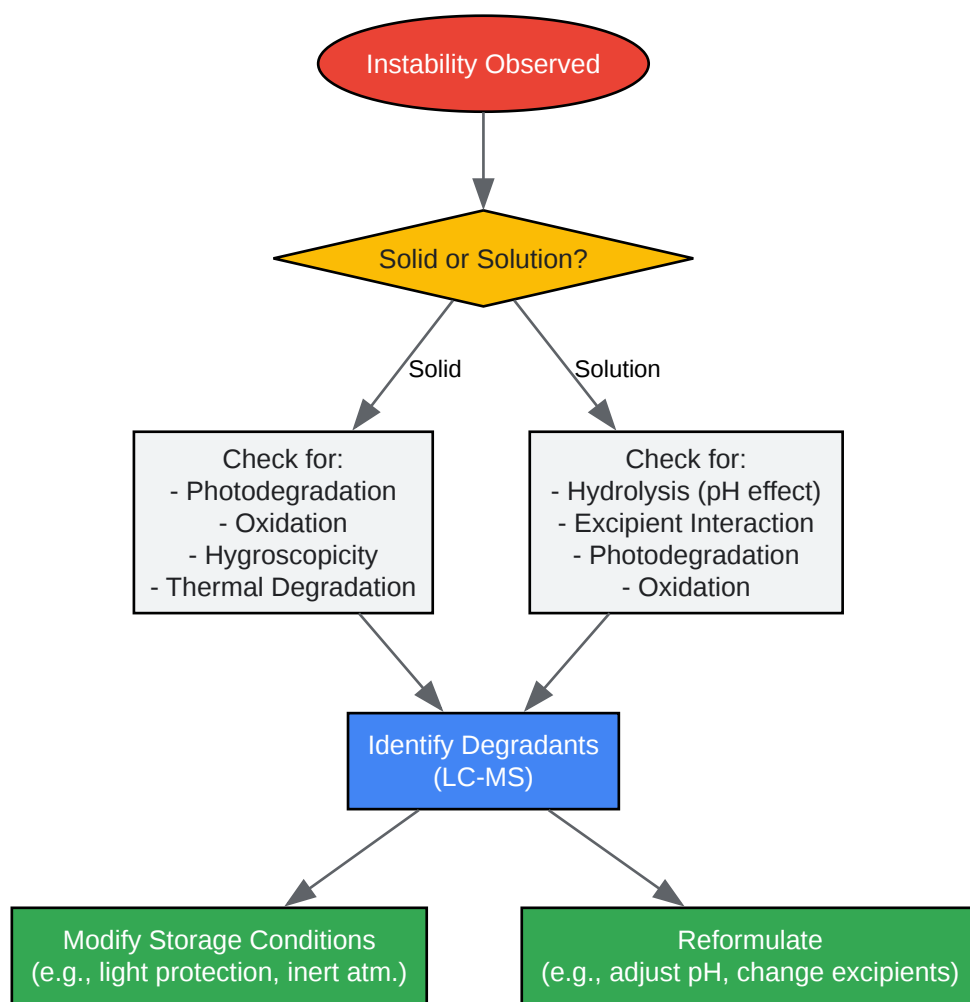 Instability Observed
Solid or Solution?
Solid
Solution
Check for:
- Photodegradation
- Oxidation
- Hygroscopicity
- Thermal Degradation
Check for:
- Hydrolysis (pH effect)
- Excipient Interaction
- Photodegradation
- Oxidation
Identify Degradants
(LC-MS)
Modify Storage Conditions
(e.g., light protection, inert atm.)
Reformulate
(e.g., adjust pH, change excipients)